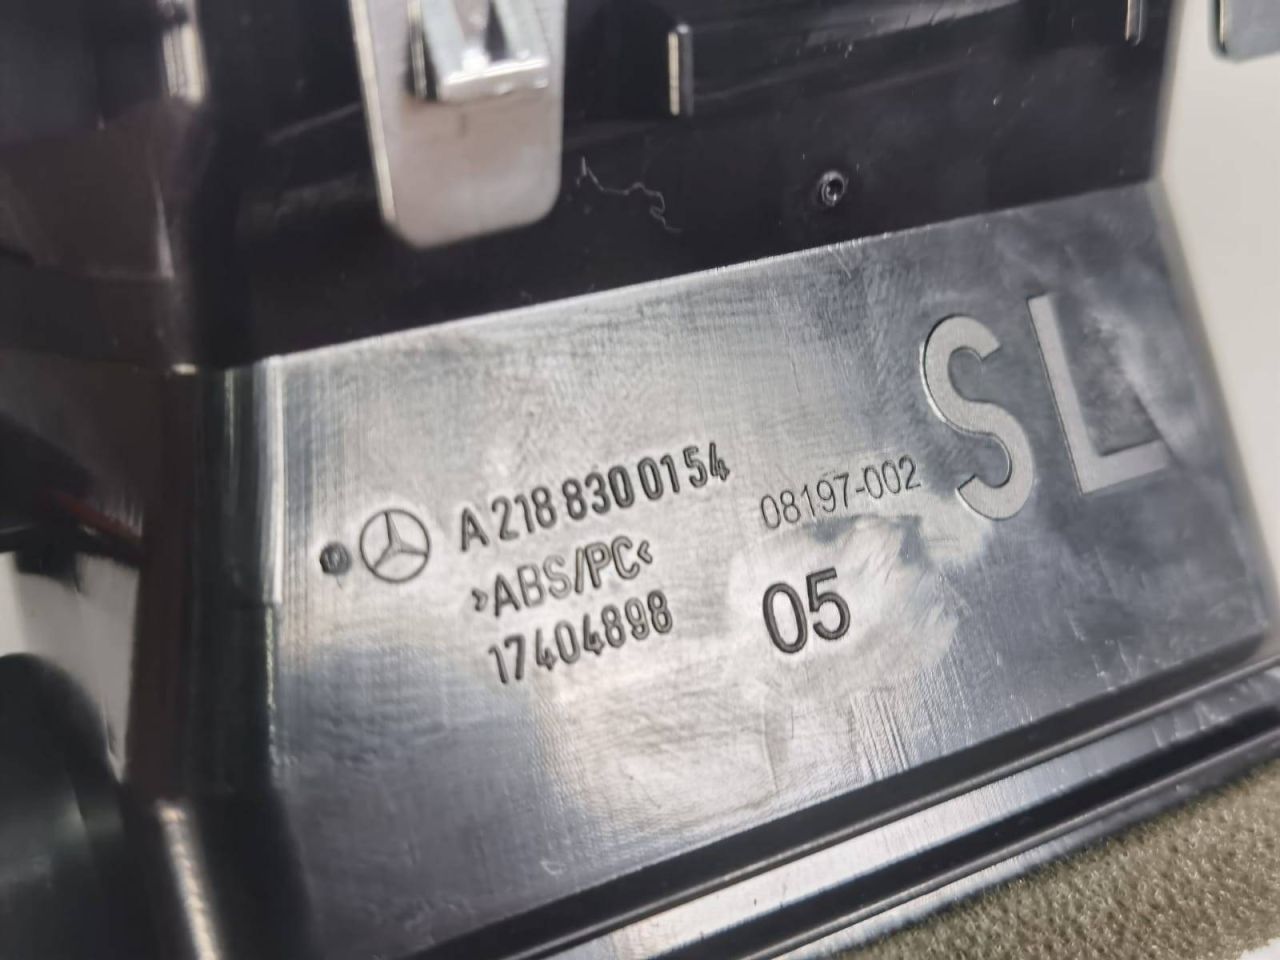 SL
A 218 830 01 54
08197-002
»ABS/PC«
05
17404898